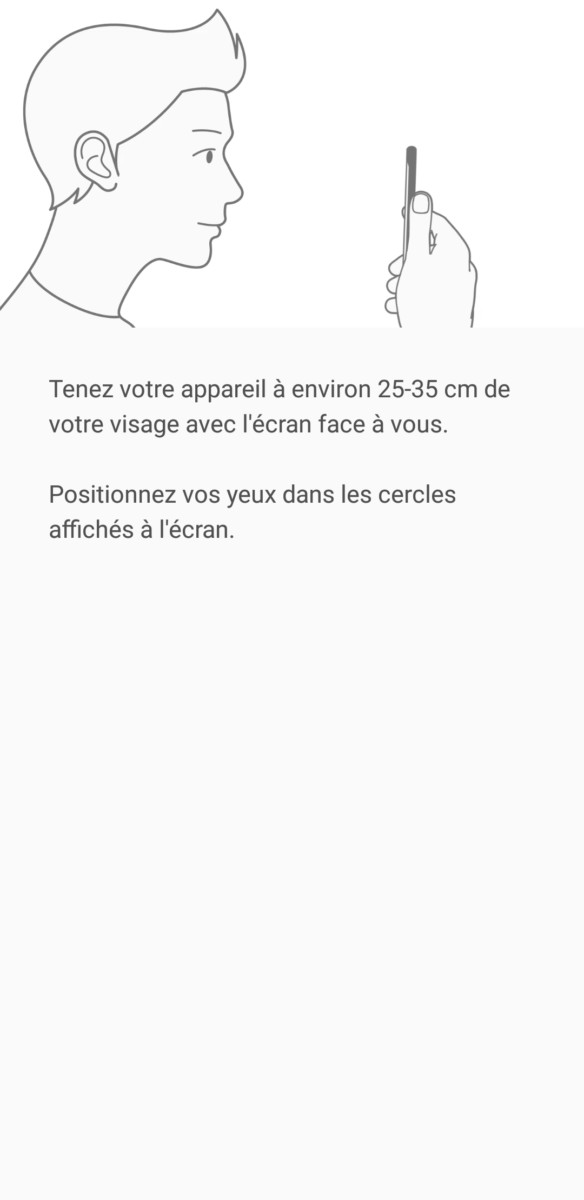 Tenez votre appareil à environ 25-35 cm de
votre visage avec l'écran face à vous.
Positionnez vos yeux dans les cercles
affichés à l'écran.